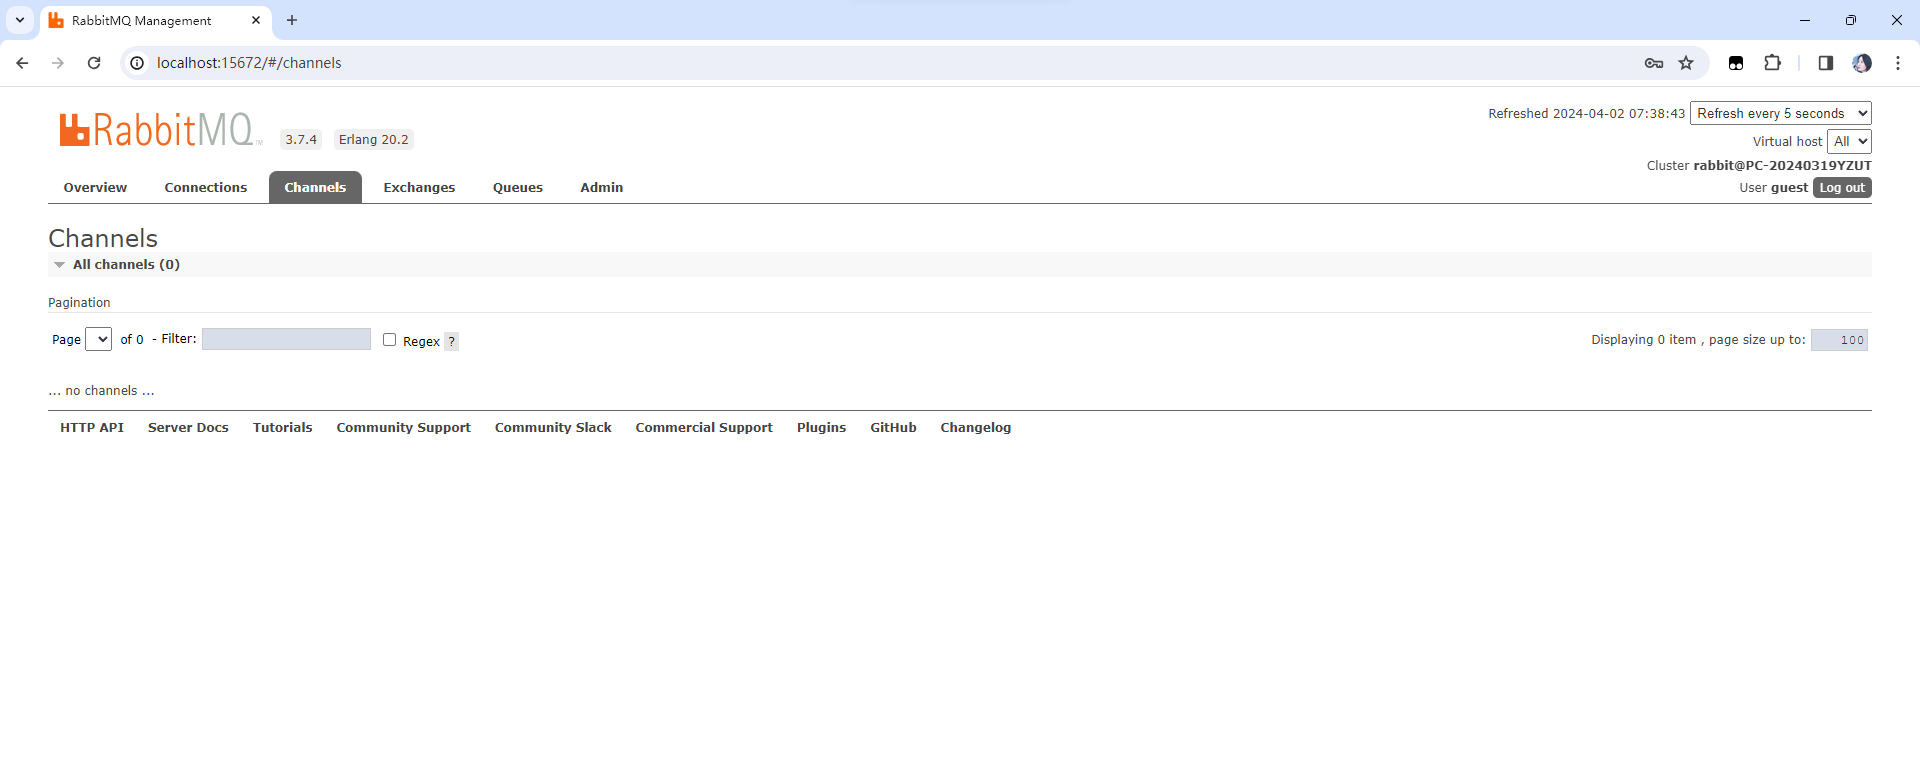 RabbitMQ Management
localhost:15672/#/channels
RabbitMQ TM 3.7.4 Erlang 20.2
Refreshed 2024-04-02 07:38:43 Refresh every 5 seconds
Virtual host All
Cluster rabbit@PC-20240319YZUT
User guest Log out
Overview Connections Channels Exchanges Queues Admin
Channels
All channels (0)
Pagination
Page of 0 - Filter: Regex ? Displaying 0 item , page size up to: 100
... no channels ...
HTTP API Server Docs Tutorials Community Support Community Slack Commercial Support Plugins GitHub Changelog